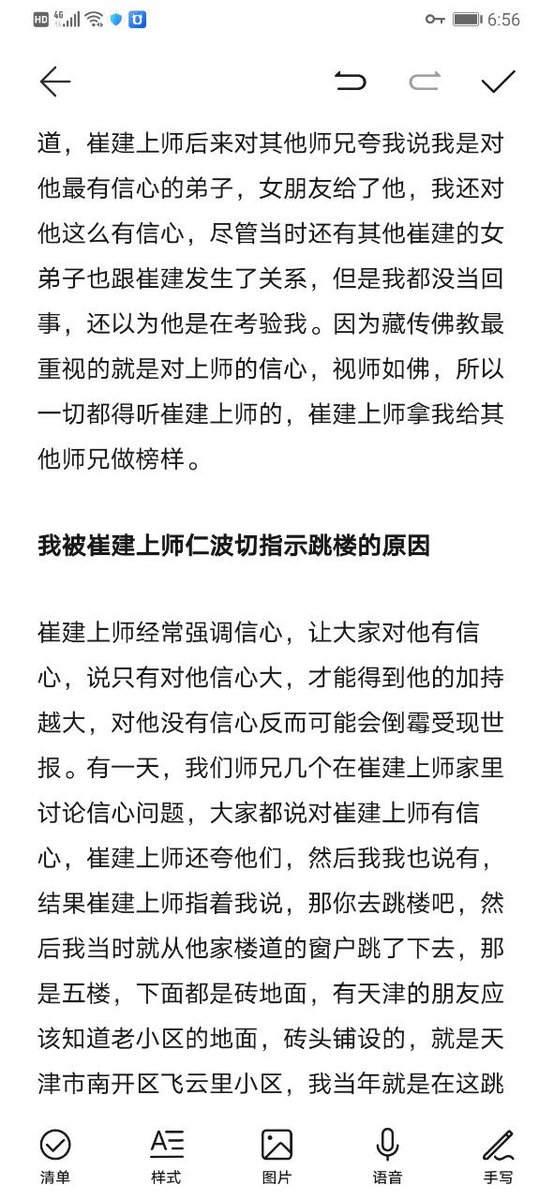 HD 4G 6:56
道，崔建上师后来对其他师兄夸我说我是对
他最有信心的弟子，女朋友给了他，我还对
他这么有信心，尽管当时还有其他崔建的女
弟子也跟崔建发生了关系，但是我都没当回
事，还以为他是在考验我。因为藏传佛教最
重视的就是对上师的信心，视师如佛，所以
一切都得听崔建上师的，崔建上师拿我给其
他师兄做榜样。
我被崔建上师仁波切指示跳楼的原因
崔建上师经常强调信心，让大家对他有信
心，说只有对他信心大，才能得到他的加持
越大，对他没有信心反而可能会倒霉受现世
报。有一天，我们师兄几个在崔建上师家里
讨论信心问题，大家都说对崔建上师有信
心，崔建上师还夸他们，然后我我也说有，
结果崔建上师指着我说，那你去跳楼吧，然
后我当时就从他家楼道的窗户跳了下去，那
是五楼，下面都是砖地面，有天津的朋友应
该知道老小区的地面，砖头铺设的，就是天
津市南开区飞云里小区，我当年就是在这跳
清单 样式 图片 语音 手写